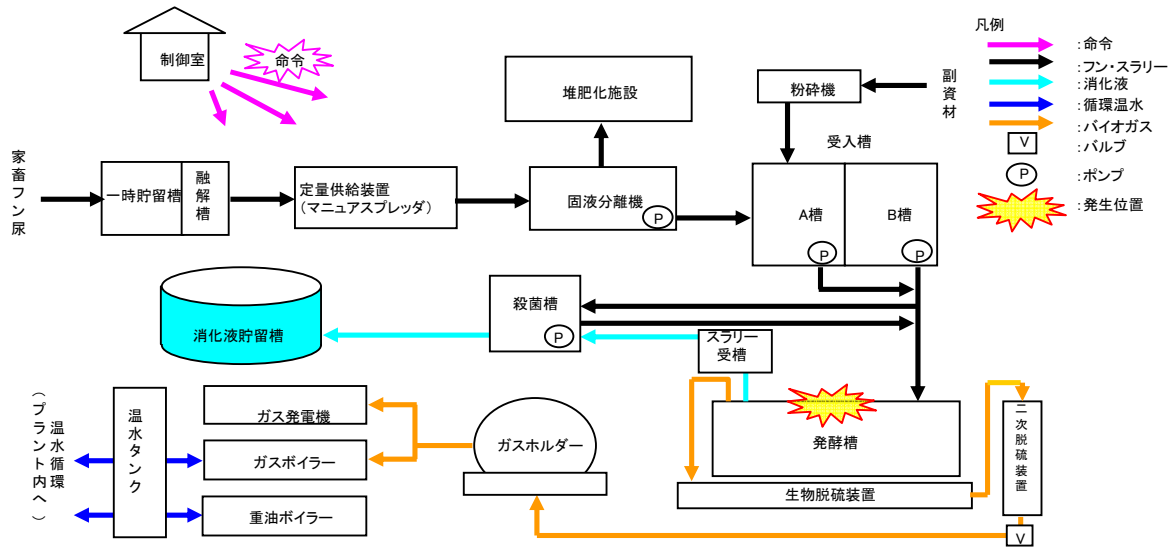 制御室
命令
凡例
:命令
:フン・スラリー
:消化液
:循環温水
:バイオガス
V
:バルブ
P
:ポンプ
:発生位置
堆肥化施設
粉砕機
副資材
受入槽
家畜フン尿
一時貯留槽
融解槽
定量供給装置
(マニュアスプレッダ)
固液分離機
P
A槽
P
B槽
P
消化液貯留槽
殺菌槽
P
スラリー
受槽
発酵槽
生物脱硫装置
二次脱硫装置
V
ガスホルダー
ガス発電機
ガスボイラー
重油ボイラー
温水タンク
温水循環
(プラント内へ)